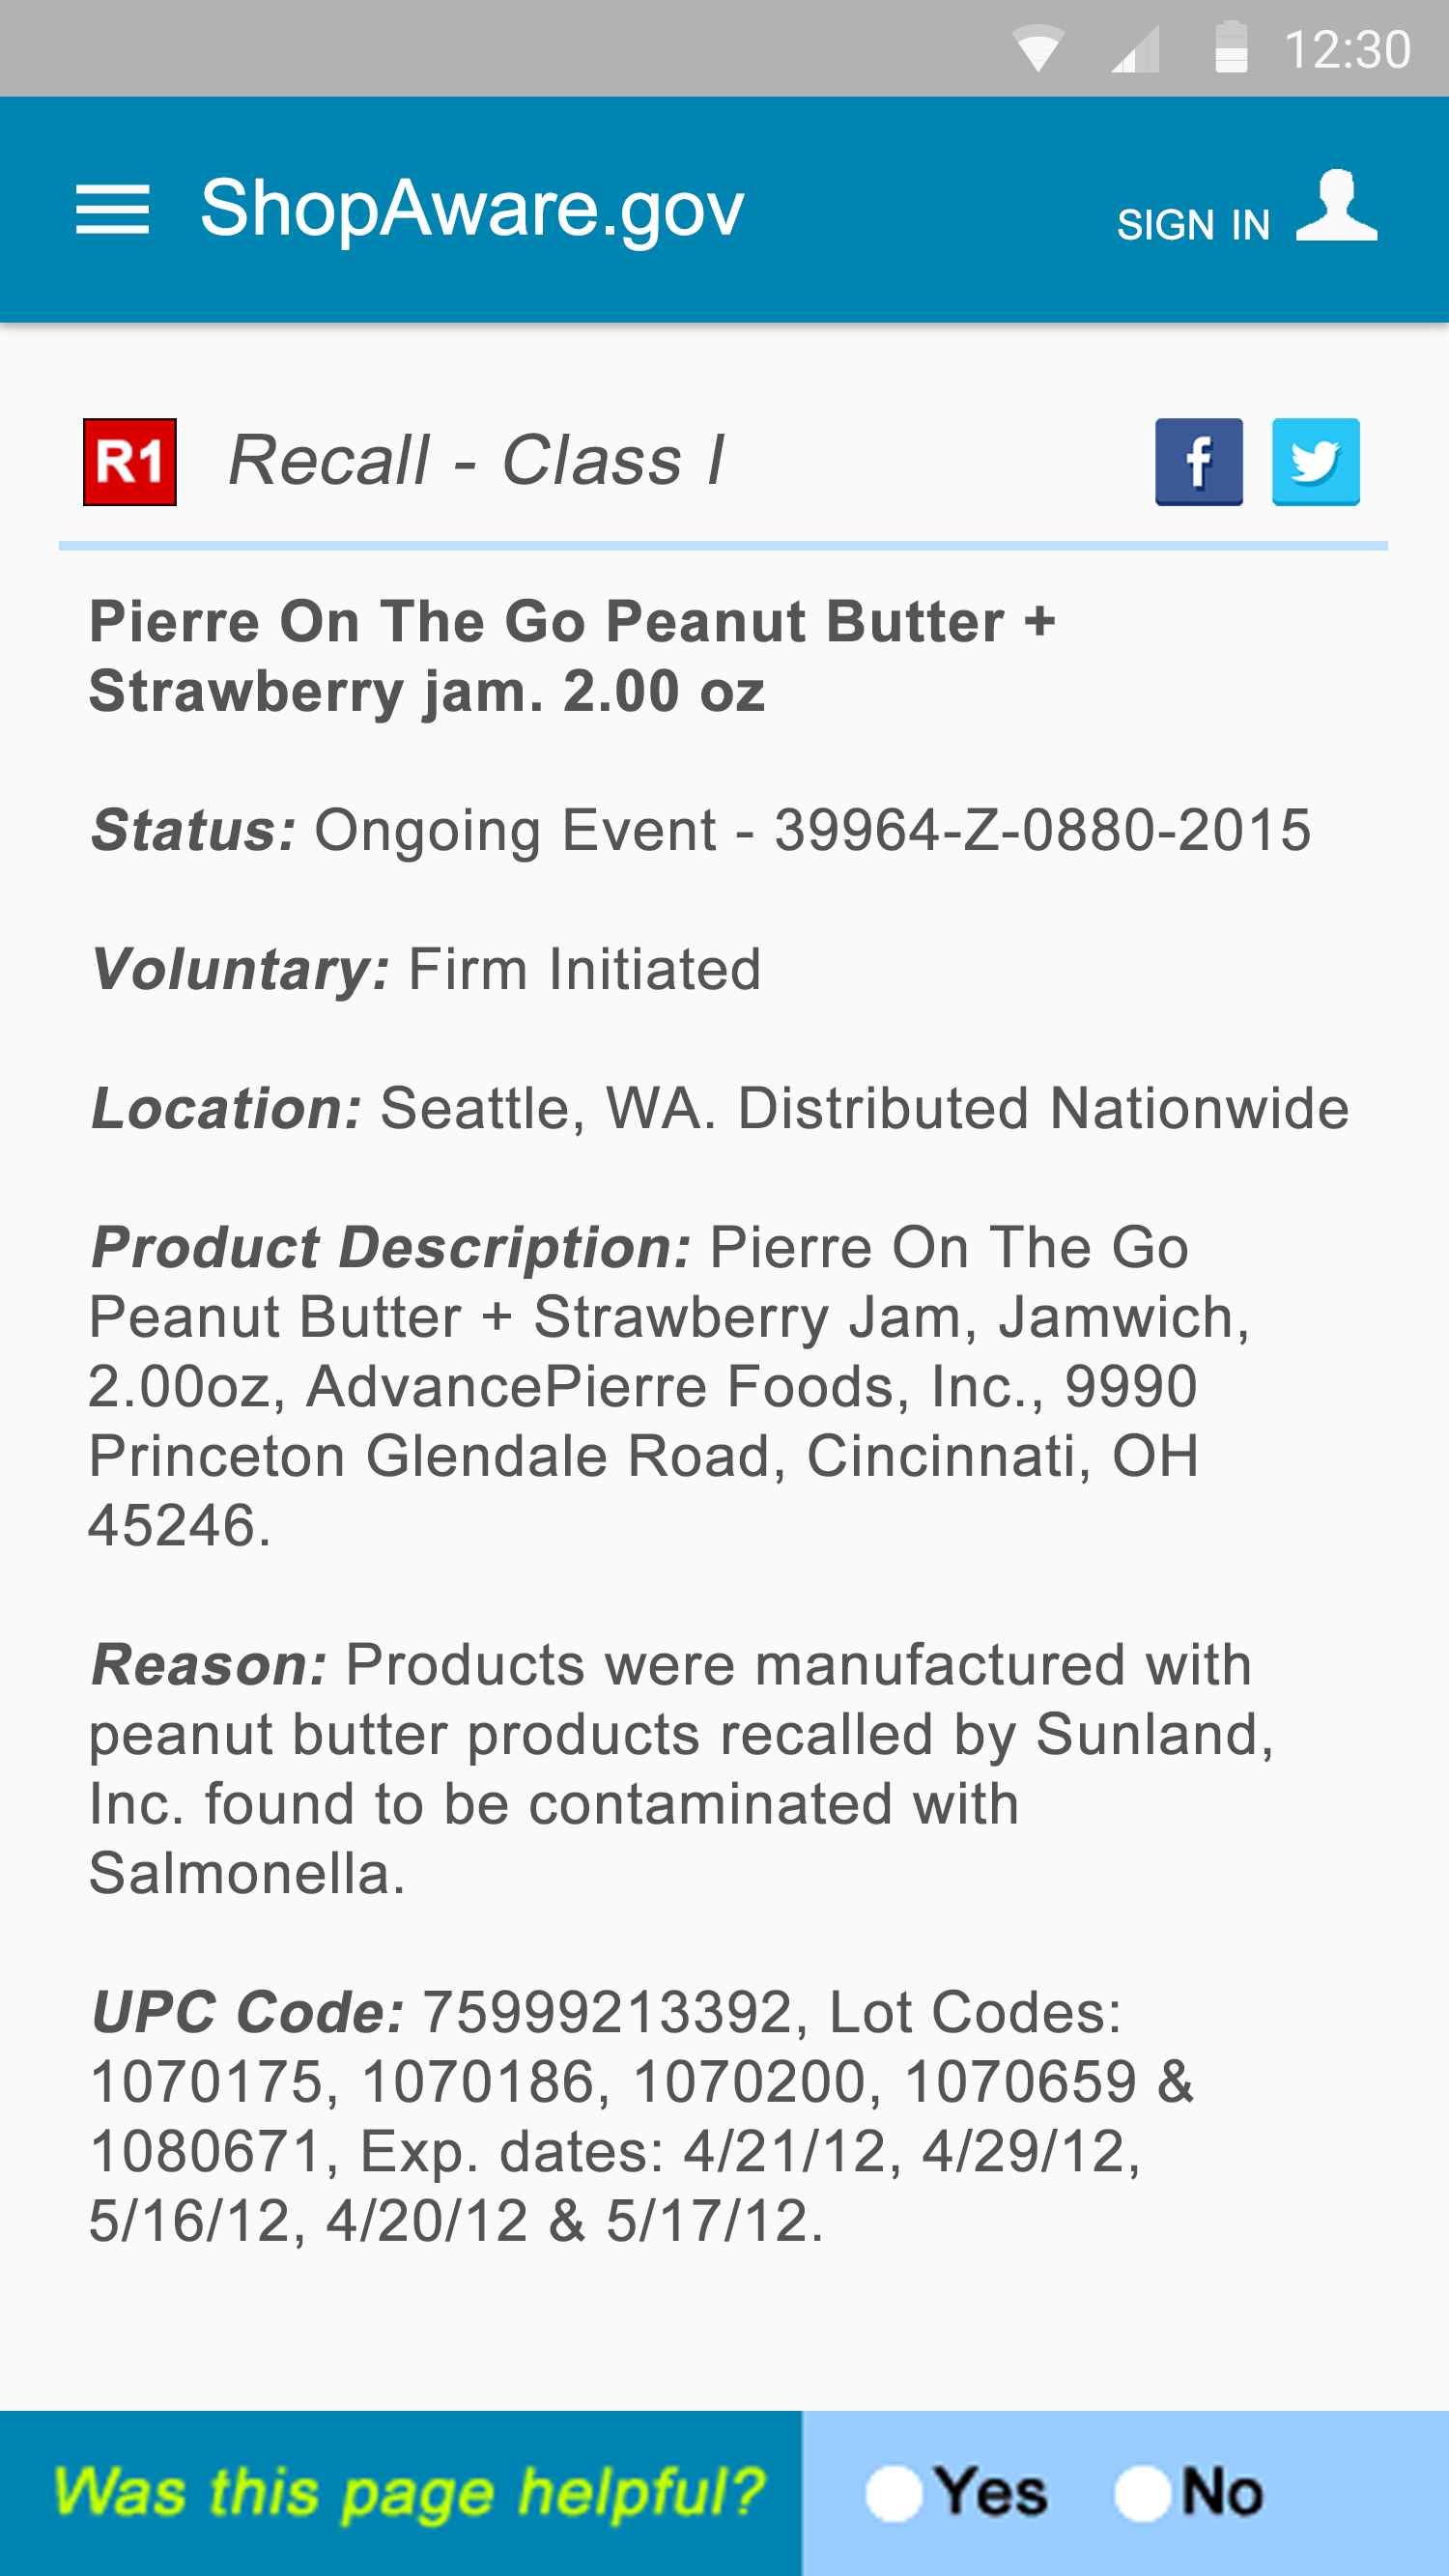 12:30
ShopAware.gov
SIGN IN
R1 Recall - Class I
f
Pierre On The Go Peanut Butter +
Strawberry jam. 2.00 oz
Status: Ongoing Event - 39964-Z-0880-2015
Voluntary: Firm Initiated
Location: Seattle, WA. Distributed Nationwide
Product Description: Pierre On The Go
Peanut Butter + Strawberry Jam, Jamwich,
2.00oz, AdvancePierre Foods, Inc., 9990
Princeton Glendale Road, Cincinnati, OH
45246.
Reason: Products were manufactured with
peanut butter products recalled by Sunland,
Inc. found to be contaminated with
Salmonella.
UPC Code: 75999213392, Lot Codes:
1070175, 1070186, 1070200, 1070659 &
1080671, Exp. dates: 4/21/12, 4/29/12,
5/16/12, 4/20/12 & 5/17/12.
Was this page helpful? Yes No